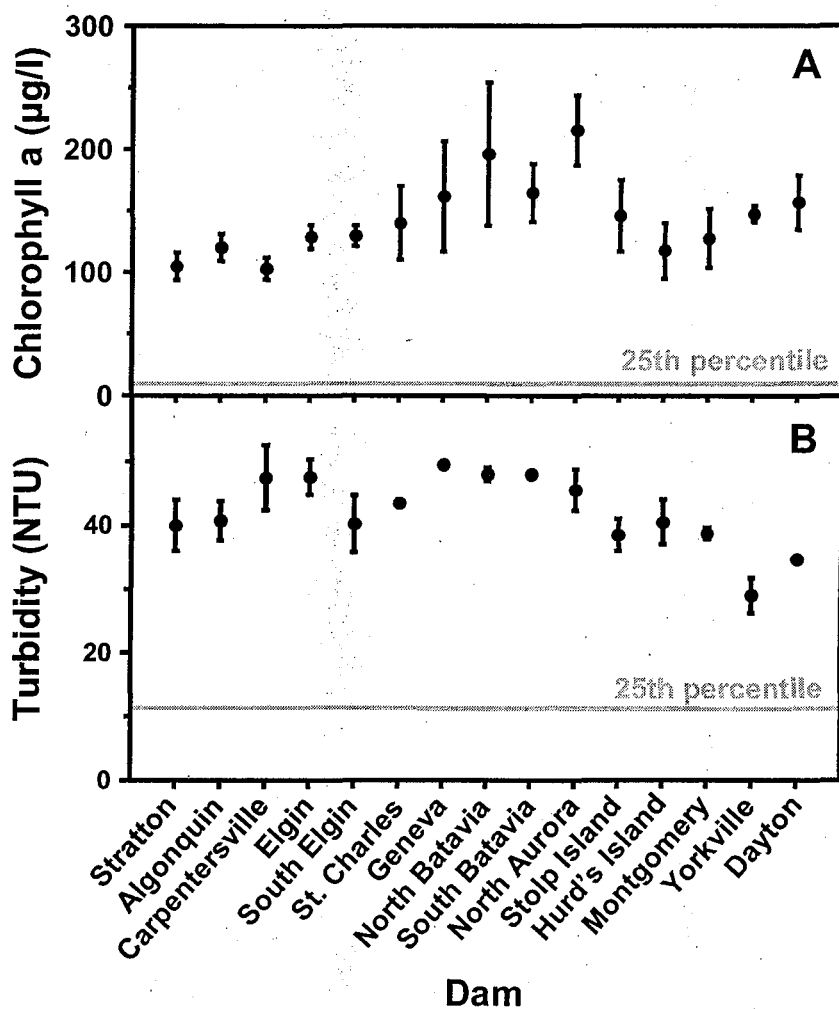 300
A
Chlorophyll a (µg/l)
200
100
25th percentile
0
B
Turbidity (NTU)
40
20
25th percentile
0
Stratton
Algonquin
Carpentersville
Elgin
South Elgin
St. Charles
Geneva
North Batavia
South Batavia
North Aurora
Stolp Island
Hurd's Island
Montgomery
Yorkville
Dayton
Dam